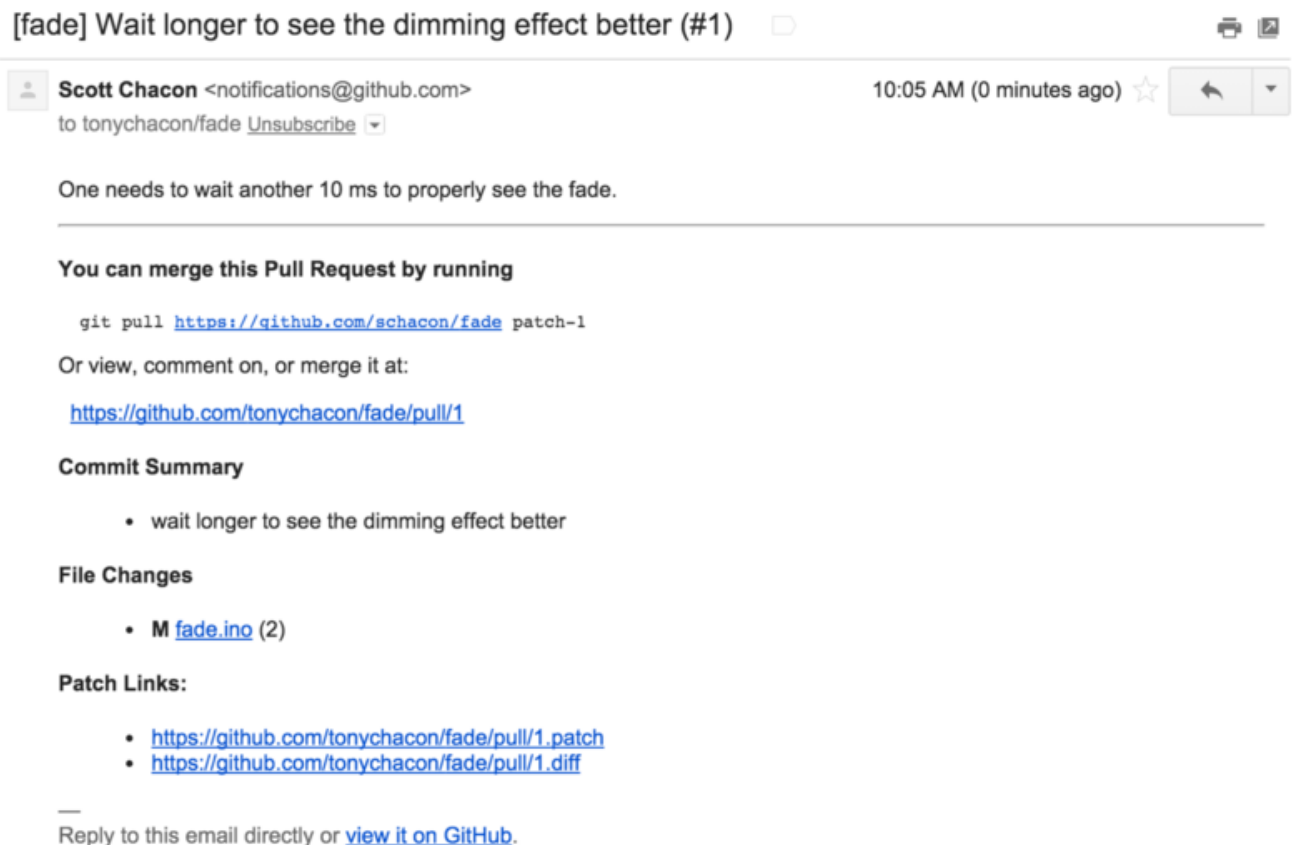 [fade] Wait longer to see the dimming effect better (#1)
Scott Chacon <notifications@github.com>
10:05 AM (0 minutes ago)
to tonychacon/fade Unsubscribe
One needs to wait another 10 ms to properly see the fade.
You can merge this Pull Request by running
git pull https://github.com/schacon/fade patch-1
Or view, comment on, or merge it at:
https://github.com/tonychacon/fade/pull/1
Commit Summary
• wait longer to see the dimming effect better
File Changes
• M fade.ino (2)
Patch Links:
• https://github.com/tonychacon/fade/pull/1.patch
• https://github.com/tonychacon/fade/pull/1.diff
—
Reply to this email directly or view it on GitHub.